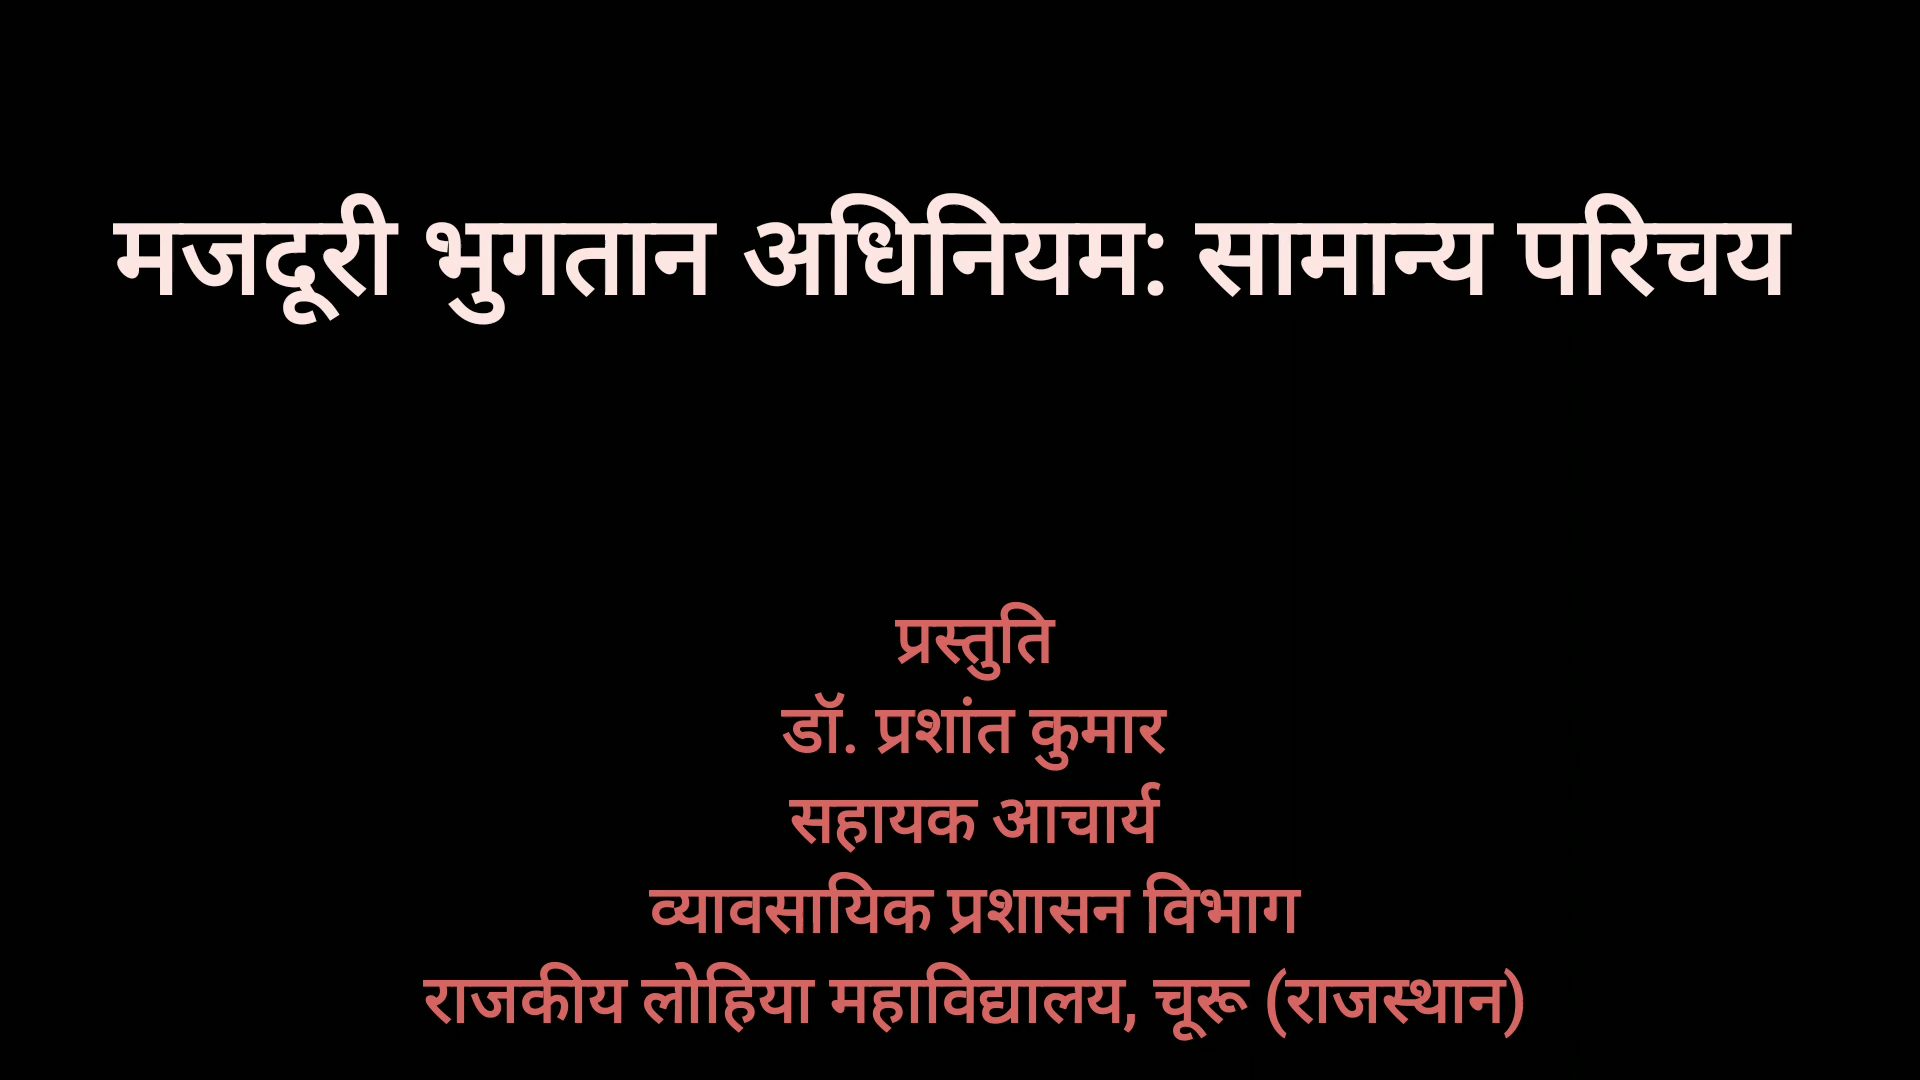 मजदूरी भुगतान अधिनियम: सामान्य परिचय
प्रस्तुति
डॉ. प्रशांत कुमार
सहायक आचार्य
व्यावसायिक प्रशासन विभाग
राजकीय लोहिया महाविद्यालय, चूरू (राजस्थान)